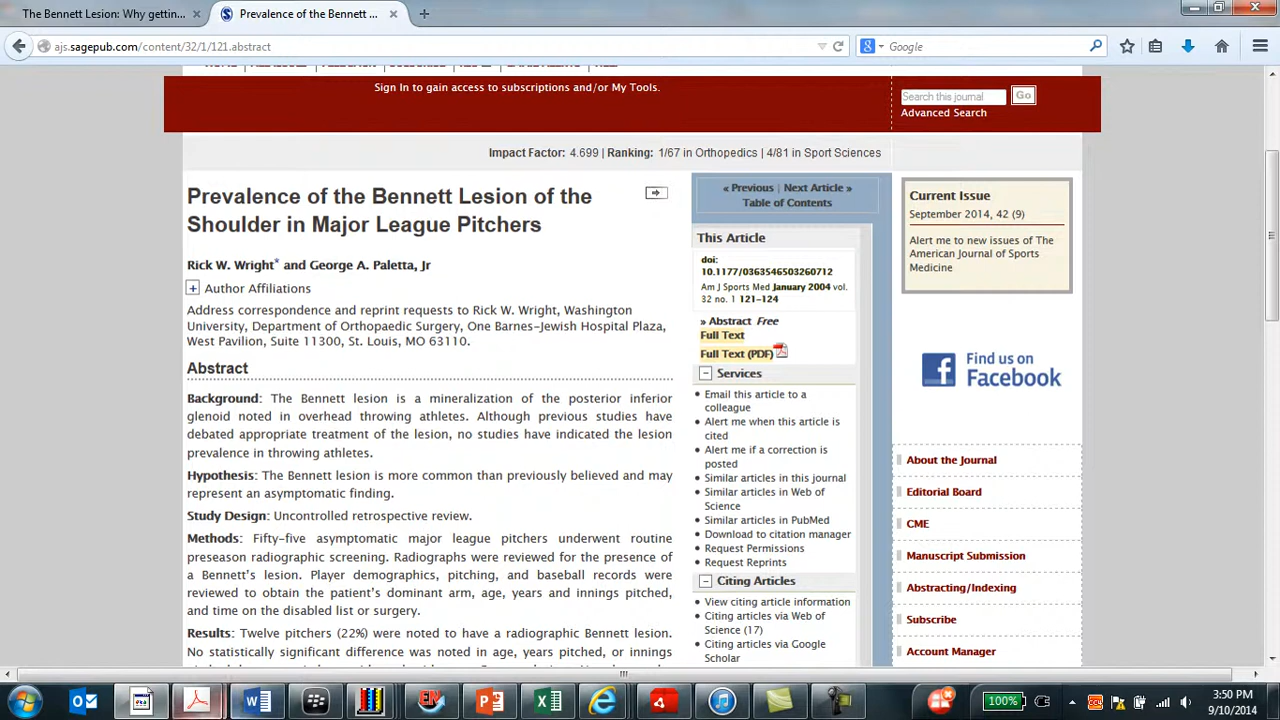 The Bennett Lesion: Why gettin...
Prevalence of the Bennett ...
ajs.sagepub.com/content/32/1/121.abstract
Google
Sign In to gain access to subscriptions and/or My Tools.
Search this journal
Go
Advanced Search
Impact Factor: 4.699 | Ranking: 1/67 in Orthopedics | 4/81 in Sport Sciences
Prevalence of the Bennett Lesion of the
Shoulder in Major League Pitchers
Rick W. Wright* and George A. Paletta, Jr
+ Author Affiliations
Address correspondence and reprint requests to Rick W. Wright, Washington
University, Department of Orthopaedic Surgery, One Barnes-Jewish Hospital Plaza,
West Pavilion, Suite 11300, St. Louis, MO 63110.
Abstract
Background: The Bennett lesion is a mineralization of the posterior inferior
glenoid noted in overhead throwing athletes. Although previous studies have
debated appropriate treatment of the lesion, no studies have indicated the lesion
prevalence in throwing athletes.
Hypothesis: The Bennett lesion is more common than previously believed and may
represent an asymptomatic finding.
Study Design: Uncontrolled retrospective review.
Methods: Fifty-five asymptomatic major league pitchers underwent routine
preseason radiographic screening. Radiographs were reviewed for the presence of
a Bennett's lesion. Player demographics, pitching, and baseball records were
reviewed to obtain the patient's dominant arm, age, years and innings pitched,
and time on the disabled list or surgery.
Results: Twelve pitchers (22%) were noted to have a radiographic Bennett lesion.
No statistically significant difference was noted in age, years pitched, or innings
« Previous | Next Article »
Table of Contents
This Article
doi:
10.1177/0363546503260712
Am J Sports Med January 2004 vol.
32 no. 1 121-124
» Abstract Free
Full Text
Full Text (PDF)
Services
Email this article to a
colleague
Alert me when this article is
cited
Alert me if a correction is
posted
Similar articles in this journal
Similar articles in Web of
Science
Similar articles in PubMed
Download to citation manager
Request Permissions
Request Reprints
Citing Articles
View citing article information
Citing articles via Web of
Science (17)
Citing articles via Google
Scholar
Current Issue
September 2014, 42 (9)
Alert me to new issues of The
American Journal of Sports
Medicine
Find us on
Facebook
About the Journal
Editorial Board
CME
Manuscript Submission
Abstracting/Indexing
Subscribe
Account Manager
100%
3:50 PM
9/10/2014